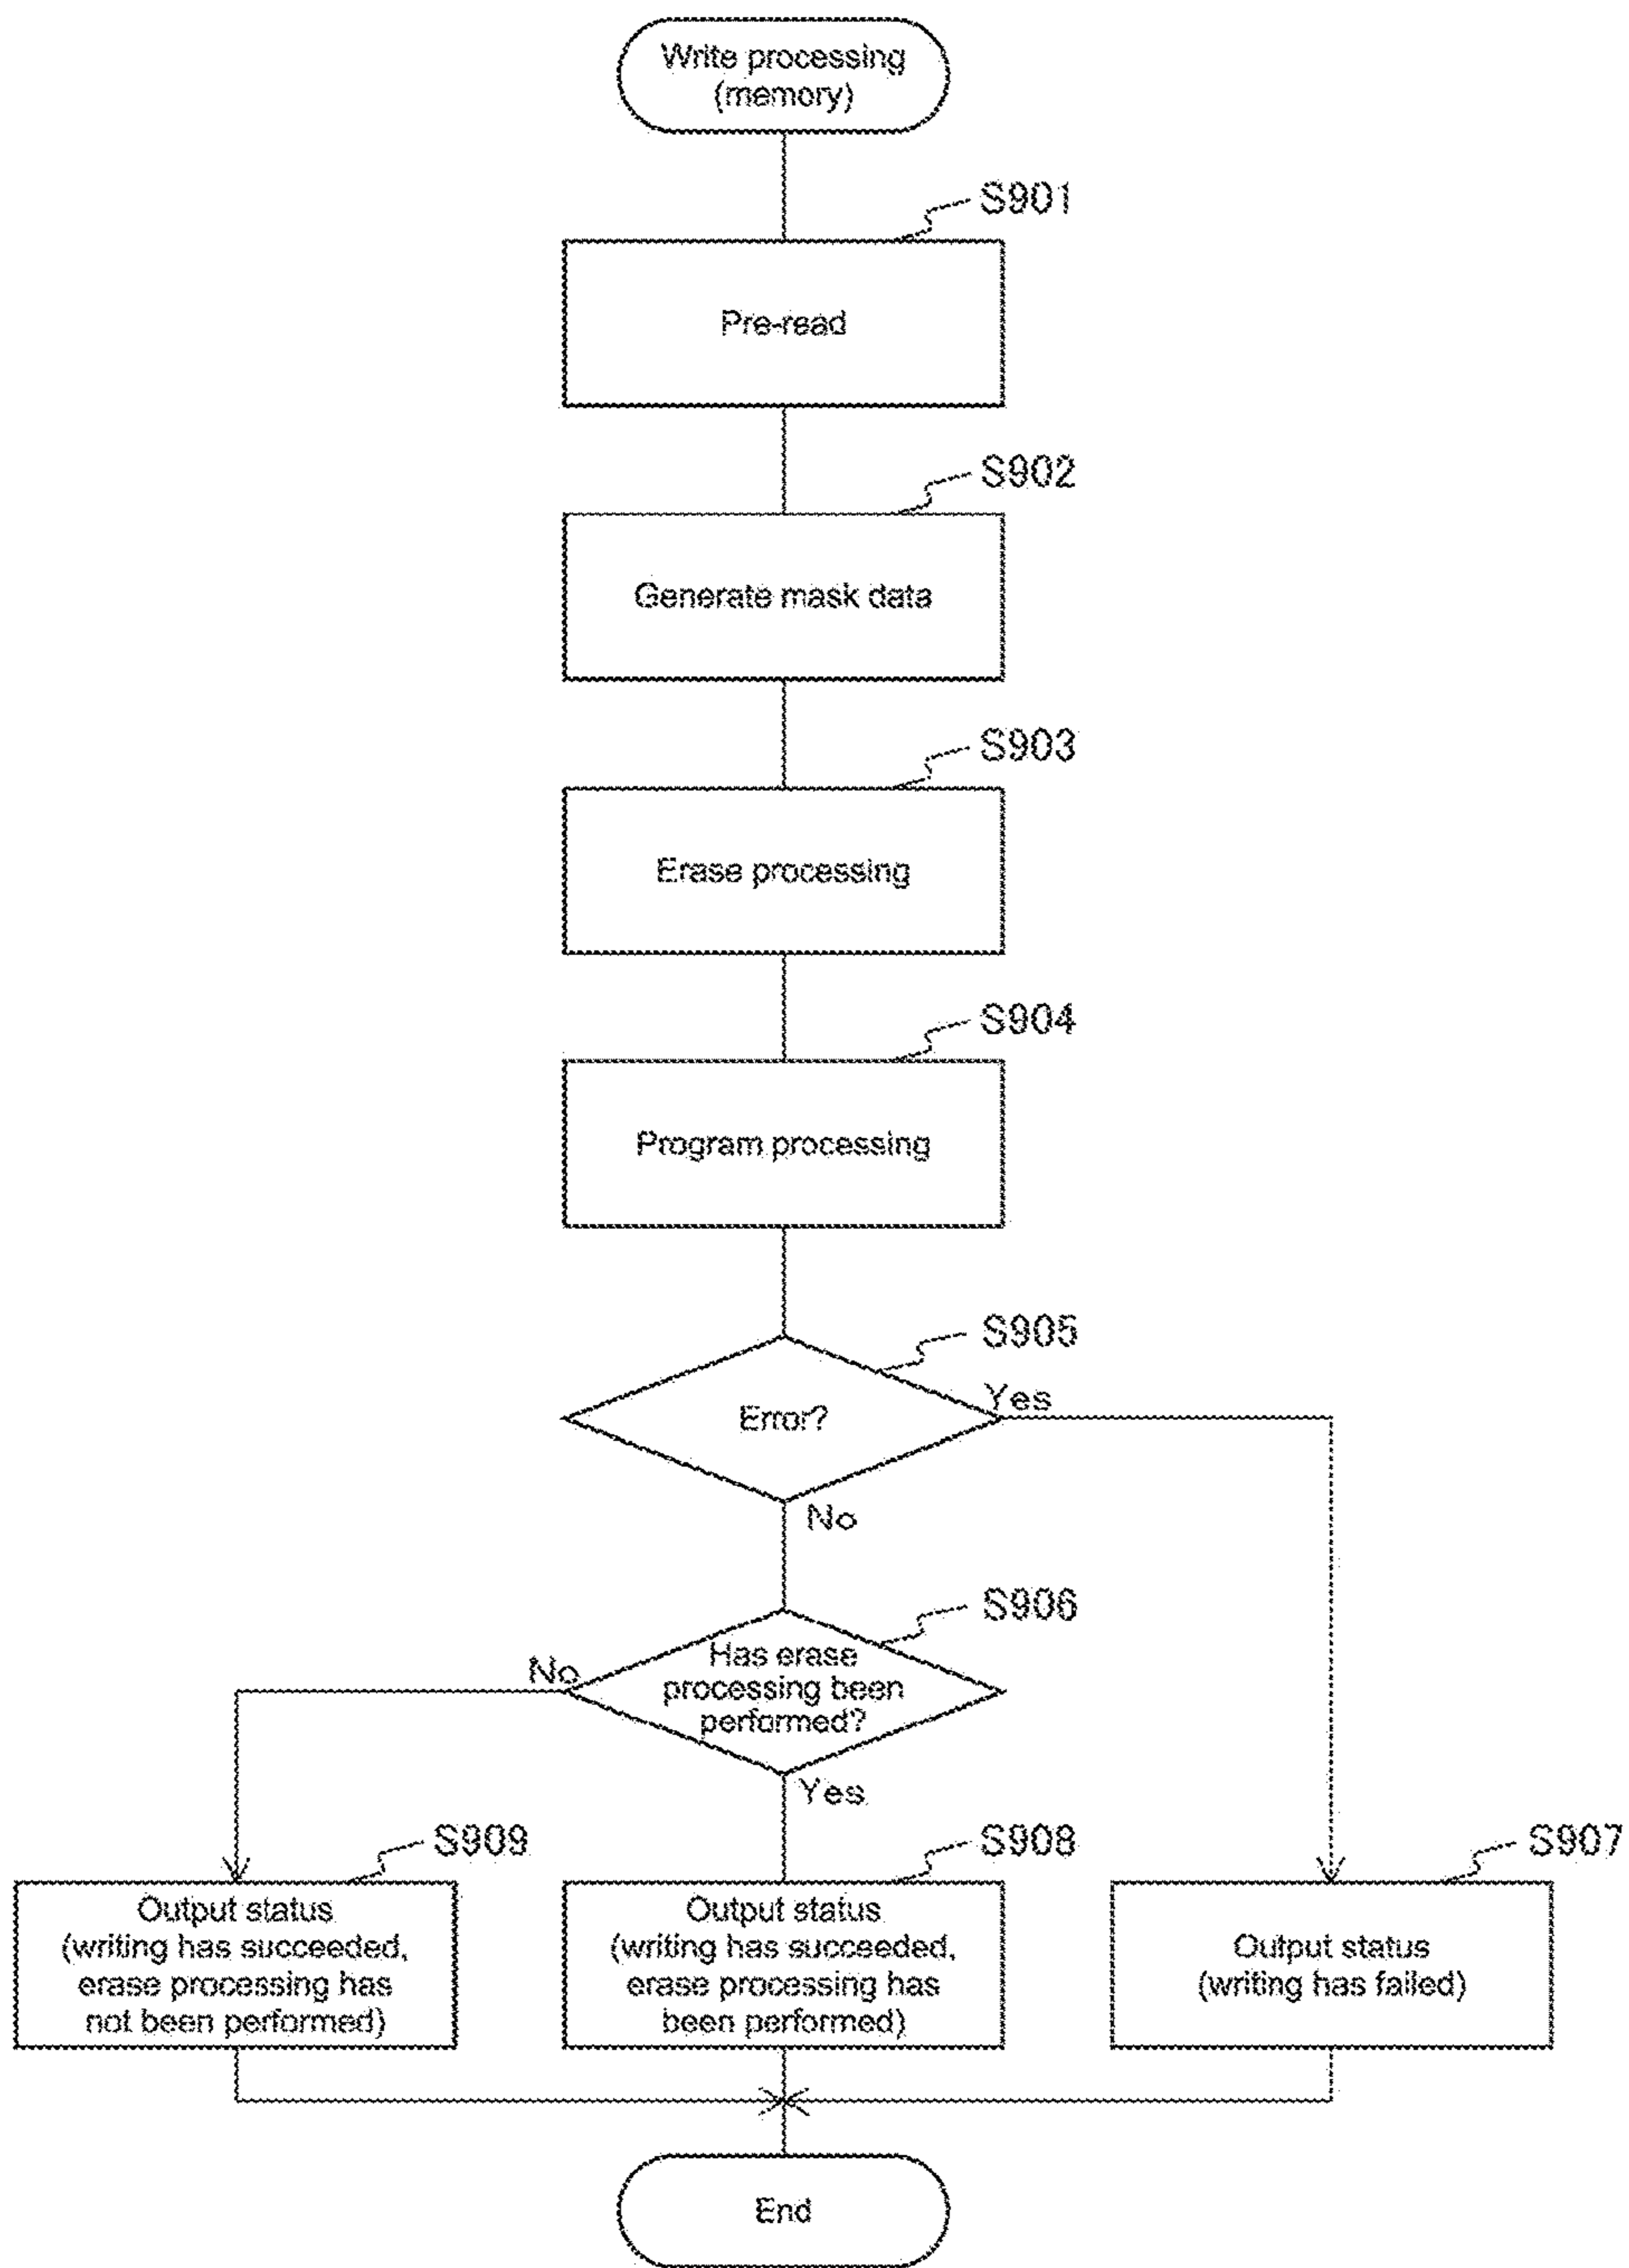 Write processing
(memory)
S901
Pre-read
S902
Generate mask data
S903
Erase processing
S904
Program processing
S905
Error?
Yes
No
S906
Has erase
processing been
performed?
No
Yes
S909
Output status
(writing has succeeded,
erase processing has
not been performed)
S908
Output status
(writing has succeeded,
erase processing has
been performed)
S907
Output status
(writing has failed)
End